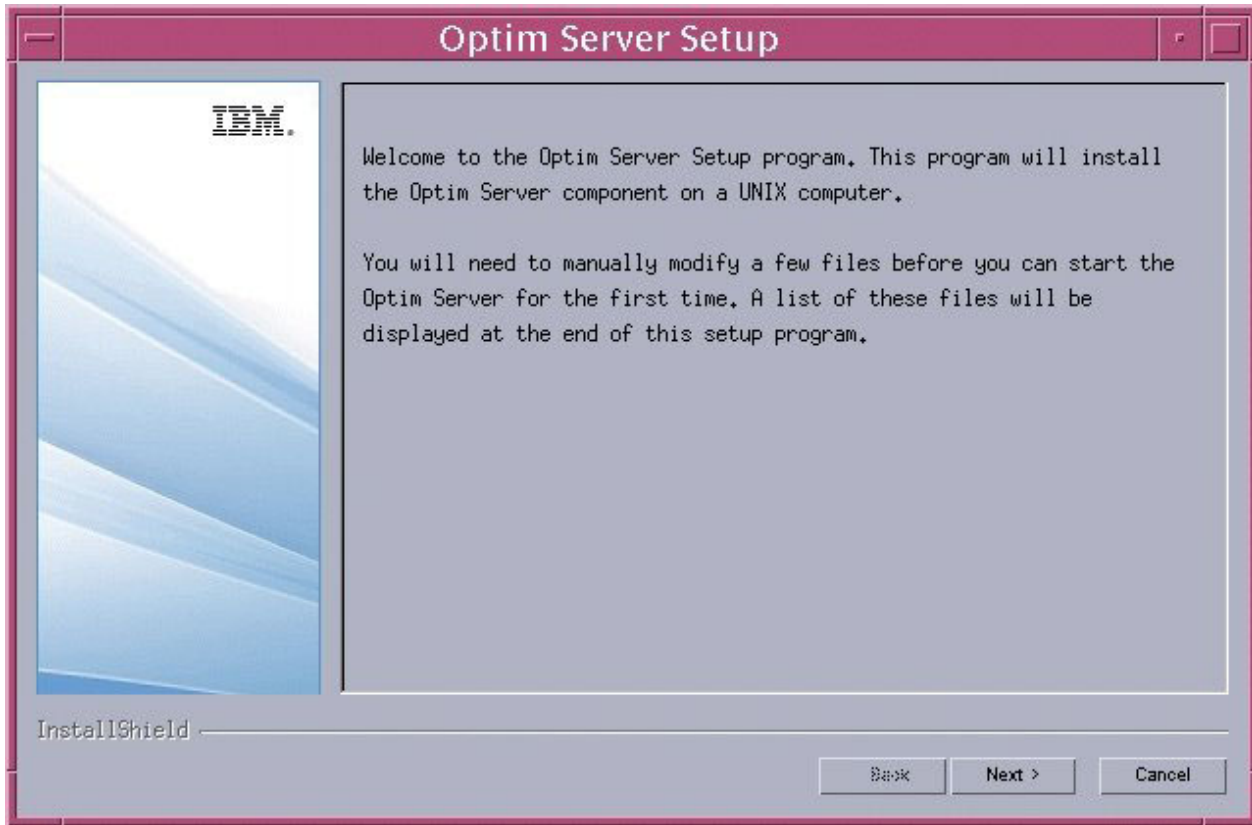 Optim Server Setup
IBM.
Welcome to the Optim Server Setup program. This program will install
the Optim Server component on a UNIX computer.
You will need to manually modify a few files before you can start the
Optim Server for the first time. A list of these files will be
displayed at the end of this setup program.
InstallShield
Back
Next >
Cancel